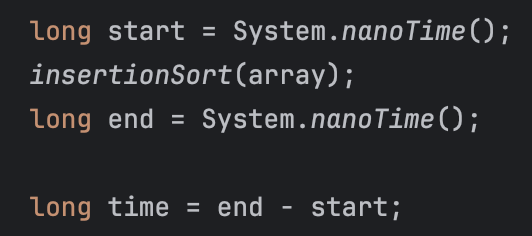 long start = System.nanoTime();
insertionSort(array);
long end = System.nanoTime();
long time = end - start;